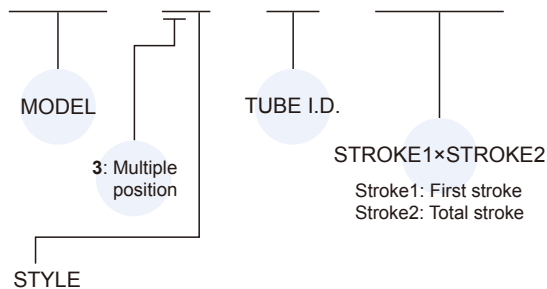 MODEL
TUBE I.D.
3: Multiple
position
STROKE1×STROKE2
Stroke1: First stroke
Stroke2: Total stroke
STYLE